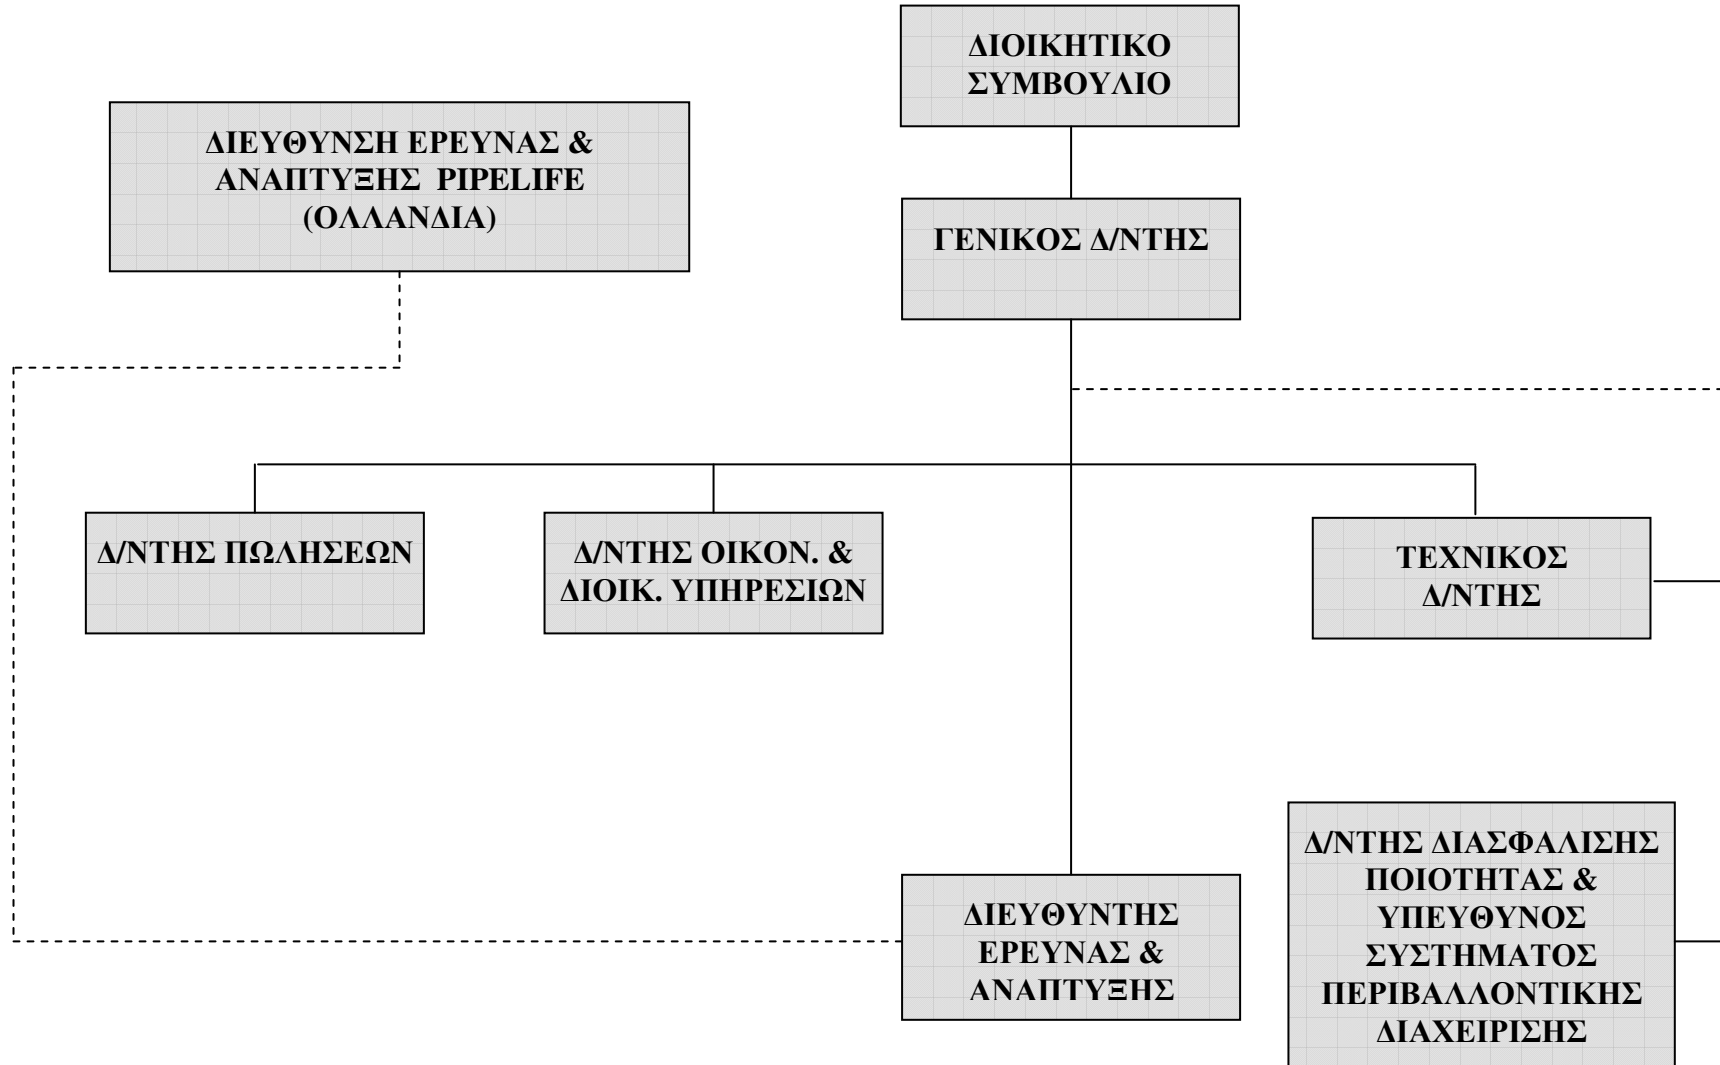 ΔΙΟΙΚΗΤΙΚΟ
ΣΥΜΒΟΥΛΙΟ
ΔΙΕΥΘΥΝΣΗ ΕΡΕΥΝΑΣ &
ΑΝΑΠΤΥΞΗΣ PIPELIFE
(ΟΛΛΑΝΔΙΑ)
ΓΕΝΙΚΟΣ Δ/ΝΤΗΣ
Δ/ΝΤΗΣ ΠΩΛΗΣΕΩΝ
Δ/ΝΤΗΣ ΟΙΚΟΝ. &
ΔΙΟΙΚ. ΥΠΗΡΕΣΙΩΝ
ΤΕΧΝΙΚΟΣ
Δ/ΝΤΗΣ
ΔΙΕΥΘΥΝΤΗΣ
ΕΡΕΥΝΑΣ &
ΑΝΑΠΤΥΞΗΣ
Δ/ΝΤΗΣ ΔΙΑΣΦΑΛΙΣΗΣ
ΠΟΙΟΤΗΤΑΣ &
ΥΠΕΥΘΥΝΟΣ
ΣΥΣΤΗΜΑΤΟΣ
ΠΕΡΙΒΑΛΛΟΝΤΙΚΗΣ
ΔΙΑΧΕΙΡΙΣΗΣ